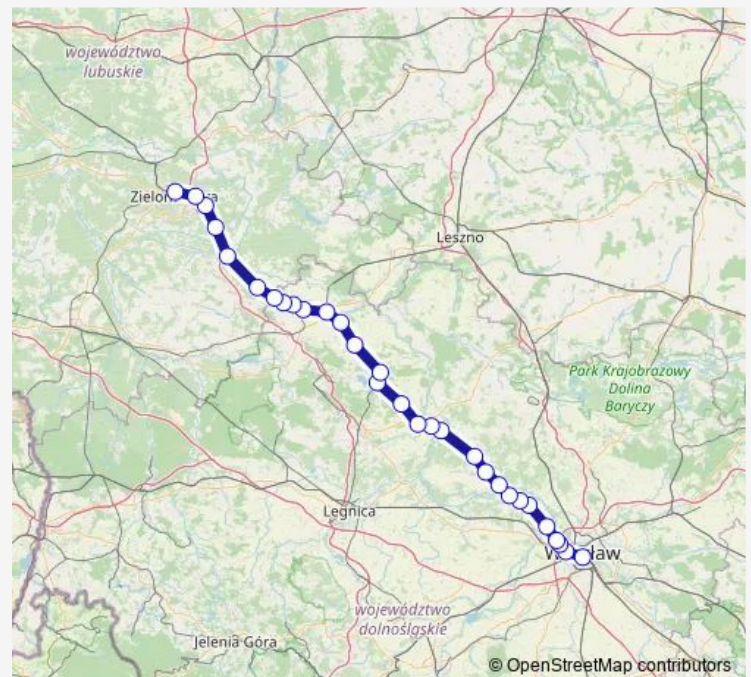 województwo
lubuskie
Leszno
Park Krajobrazowy
Dolina
Baryczy
Legnica
województwo
dolnośląskie
Jelenia Góra
© OpenStreetMap contributors